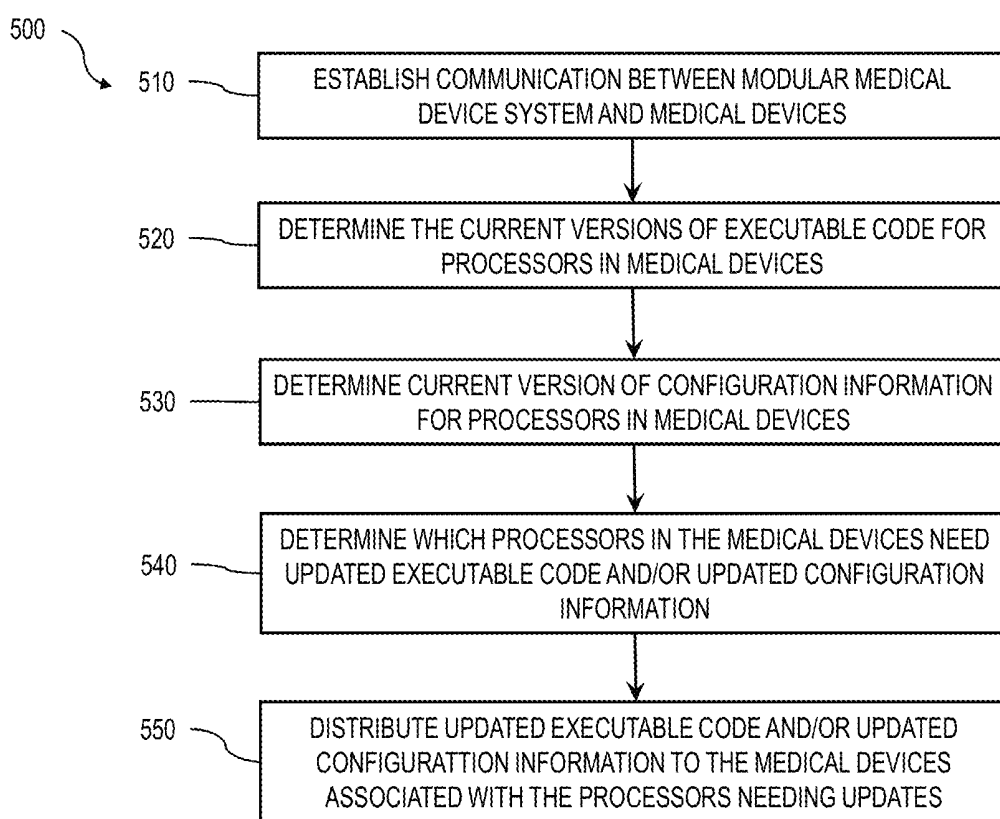 500
510
ESTABLISH COMMUNICATION BETWEEN MODULAR MEDICAL
DEVICE SYSTEM AND MEDICAL DEVICES
520
DETERMINE THE CURRENT VERSIONS OF EXECUTABLE CODE FOR
PROCESSORS IN MEDICAL DEVICES
530
DETERMINE CURRENT VERSION OF CONFIGURATION INFORMATION
FOR PROCESSORS IN MEDICAL DEVICES
540
DETERMINE WHICH PROCESSORS IN THE MEDICAL DEVICES NEED
UPDATED EXECUTABLE CODE AND/OR UPDATED CONFIGURATION
INFORMATION
550
DISTRIBUTE UPDATED EXECUTABLE CODE AND/OR UPDATED
CONFIGURATTION INFORMATION TO THE MEDICAL DEVICES
ASSOCIATED WITH THE PROCESSORS NEEDING UPDATES